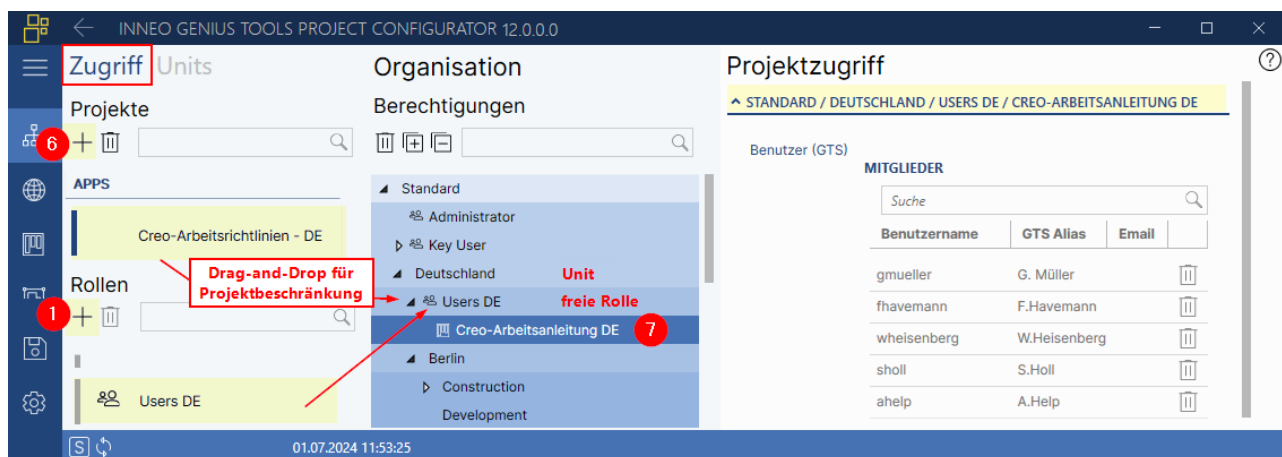 INNEO GENIUS TOOLS PROJECT CONFIGURATOR 12.0.0.0
Zugriff Units
Projekte
6
APPS
Creo-Arbeitsrichtlinien - DE
Drag-and-Drop für
Projektbeschränkung
Rollen
1
Users DE
Organisation
Berechtigungen
Standard
Administrator
Key User
Deutschland Unit
Users DE freie Rolle
Creo-Arbeitsanleitung DE 7
Berlin
Construction
Development
Projektzugriff
STANDARD / DEUTSCHLAND / USERS DE / CREO-ARBEITSANLEITUNG DE
Benutzer (GTS)
MITGLIEDER
Suche
Benutzername GTS Alias Email
gmueller G. Müller
fhavemann F.Havemann
wheisenberg W.Heisenberg
sholl S.Holl
ahelp A.Help
S 01.07.2024 11:53:25